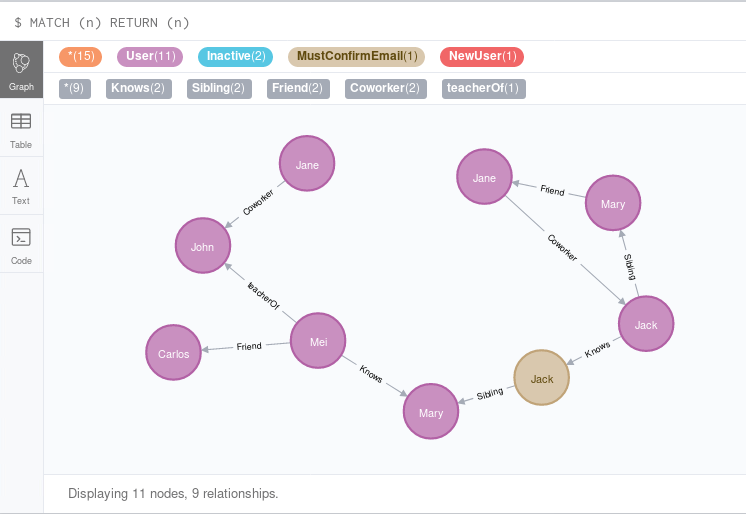 $ MATCH (n) RETURN (n)
*(15) User(11) Inactive(2) MustConfirmEmail(1) NewUser(1)
*(9) Knows(2) Sibling(2) Friend(2) Coworker(2) teacherOf(1)
Graph
Table
Text
Code
Jane
Coworker
John
teacherOf
Carlos
Friend
Mei
Knows
Mary
Sibling
Jack
Knows
Jack
Sibling
Mary
Friend
Jane
Coworker
Displaying 11 nodes, 9 relationships.